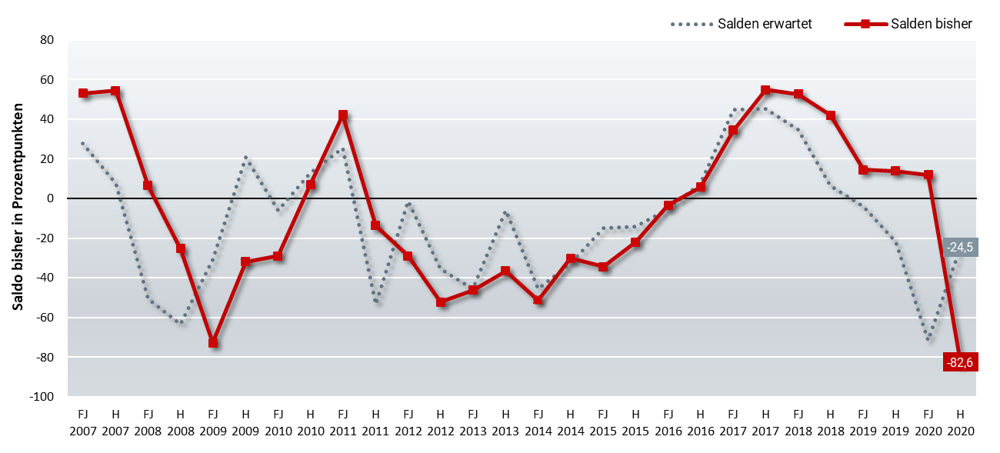 Salden erwartet
Salden bisher
Saldo bisher in Prozentpunkten
80
60
40
20
0
-20
-40
-60
-80
-100
-24,5
-82,6
FJ H FJ H FJ H FJ H FJ H FJ H FJ H FJ H FJ H FJ H FJ H FJ H FJ H FJ H
2007 2007 2008 2008 2009 2009 2010 2010 2011 2011 2012 2012 2013 2013 2014 2014 2015 2015 2016 2016 2017 2017 2018 2018 2019 2019 2020 2020